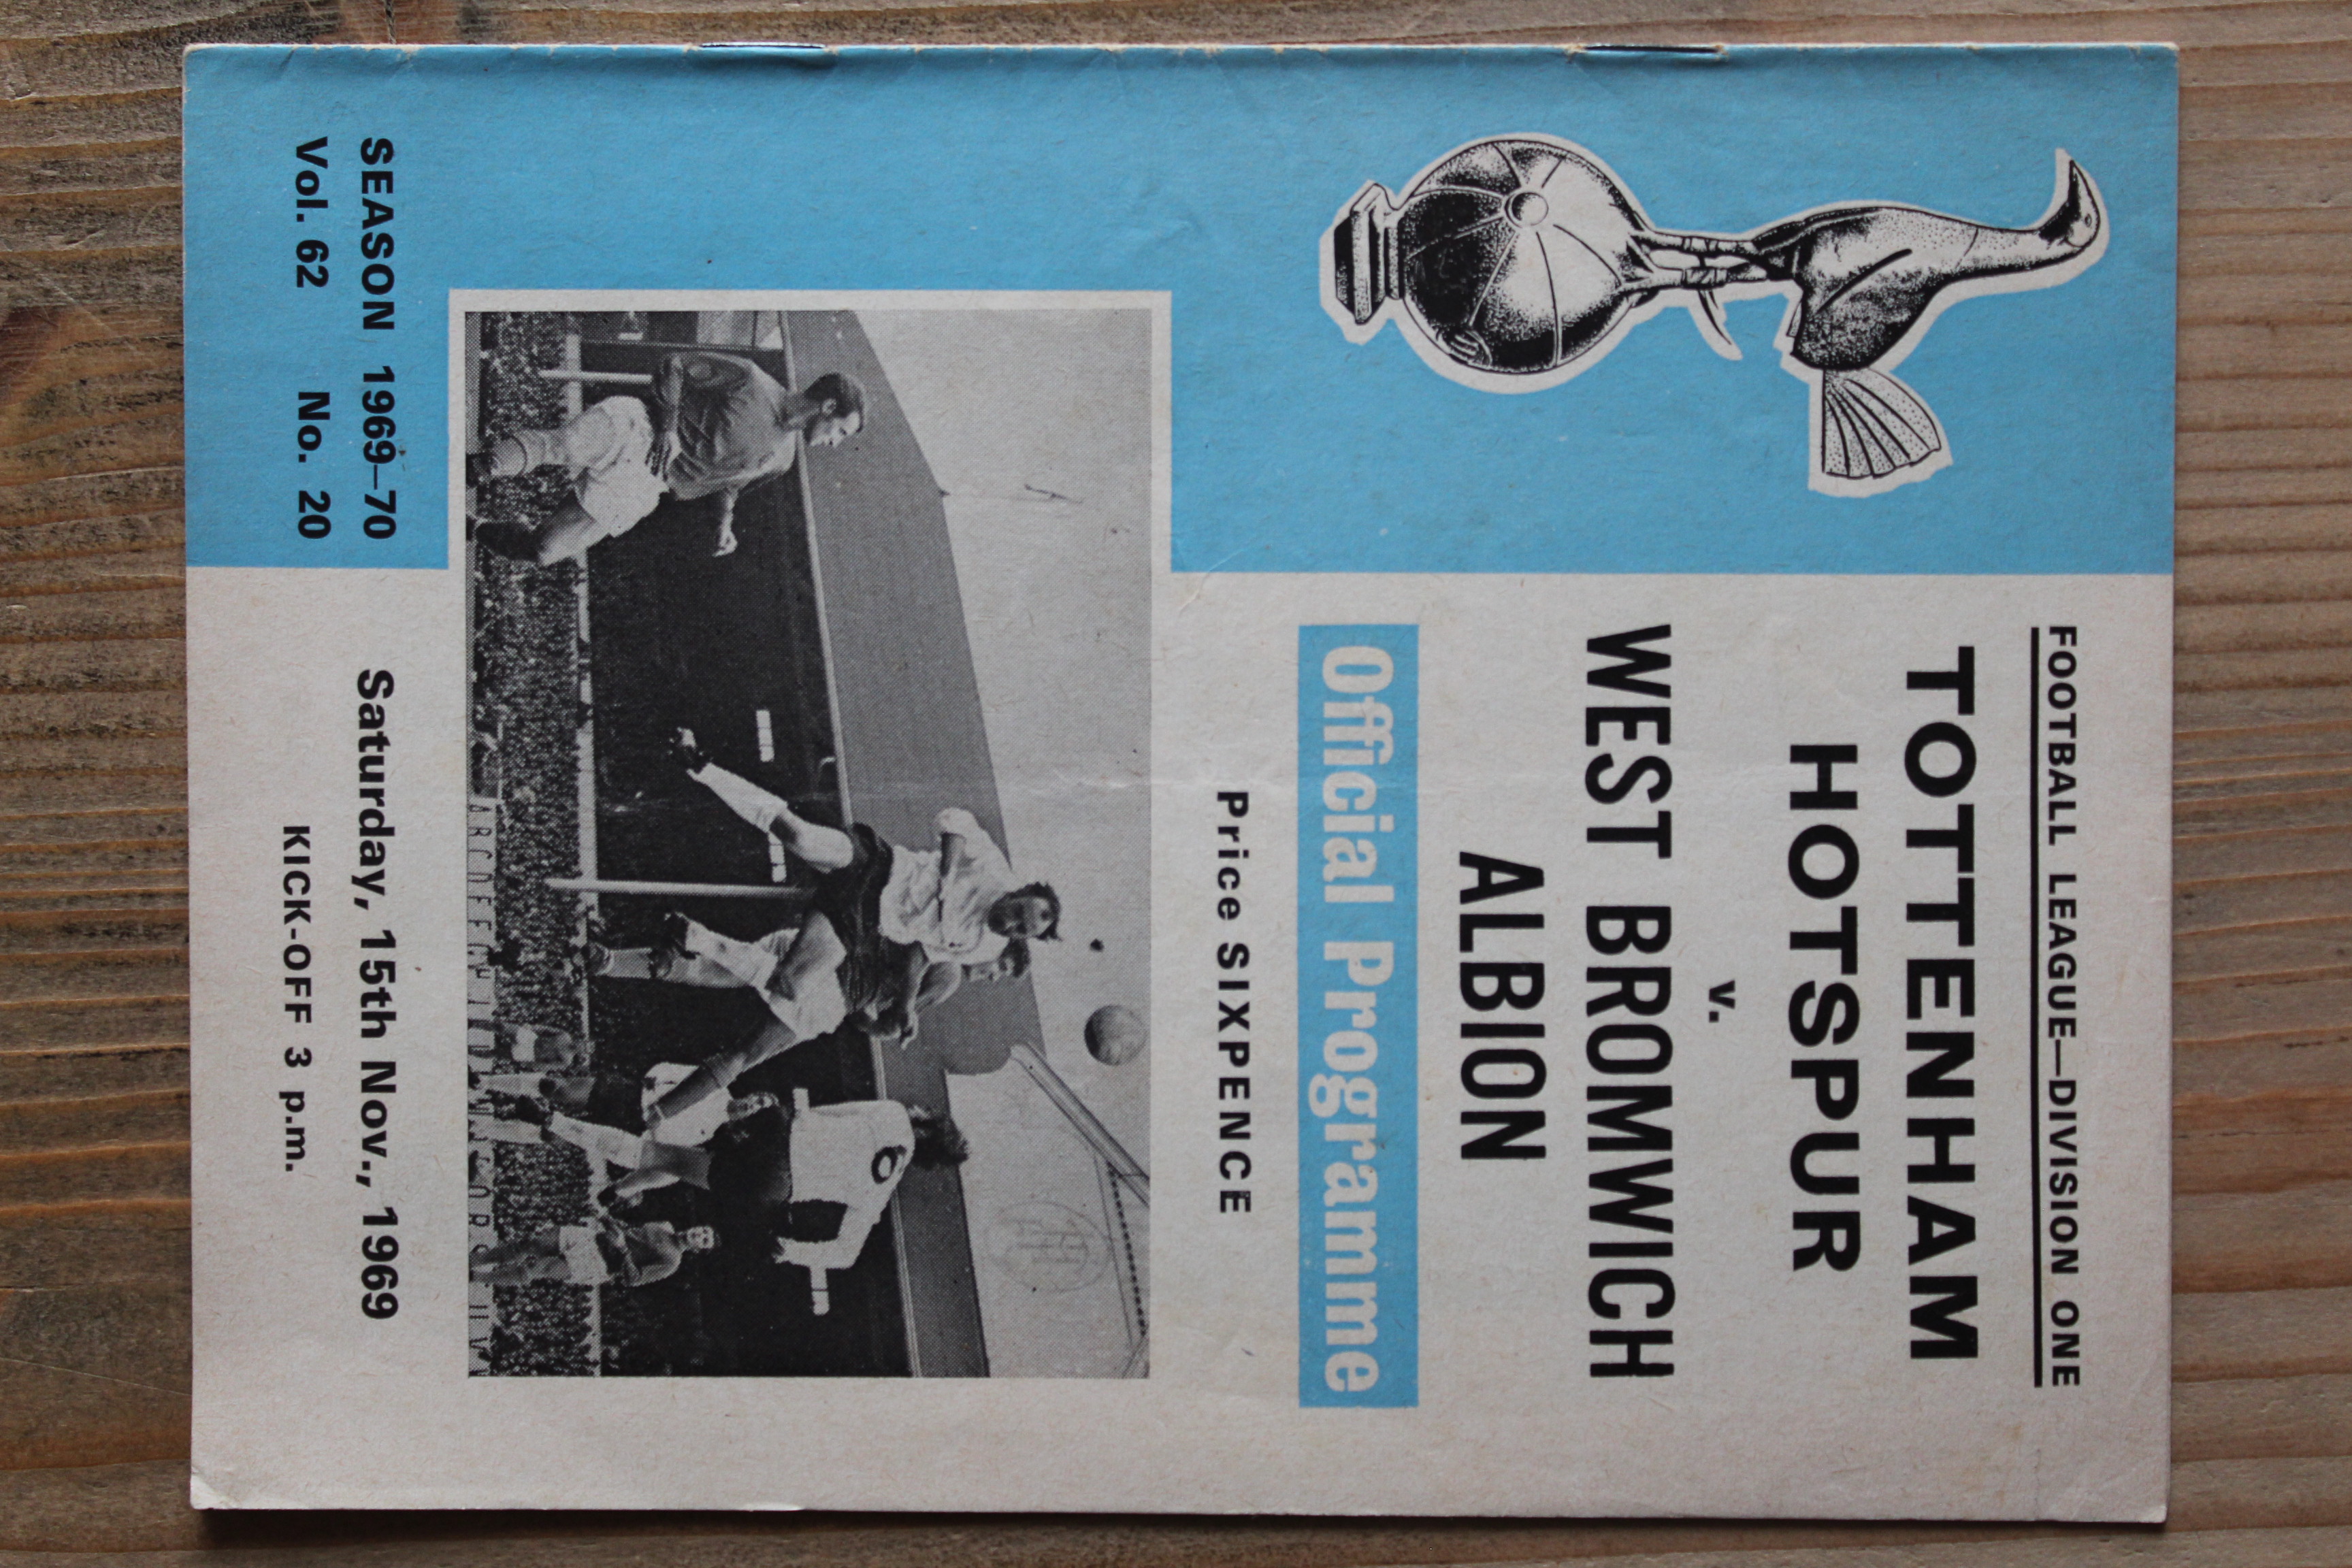 FOOTBALL LEAGUE—DIVISION ONE
TOTTENHAM
HOTSPUR
v.
WEST BROMWICH
ALBION
Official Programme
Price SIXPENCE
SEASON 1969–70
Vol. 62 No. 20
Saturday, 15th Nov., 1969
KICK-OFF 3 p.m.